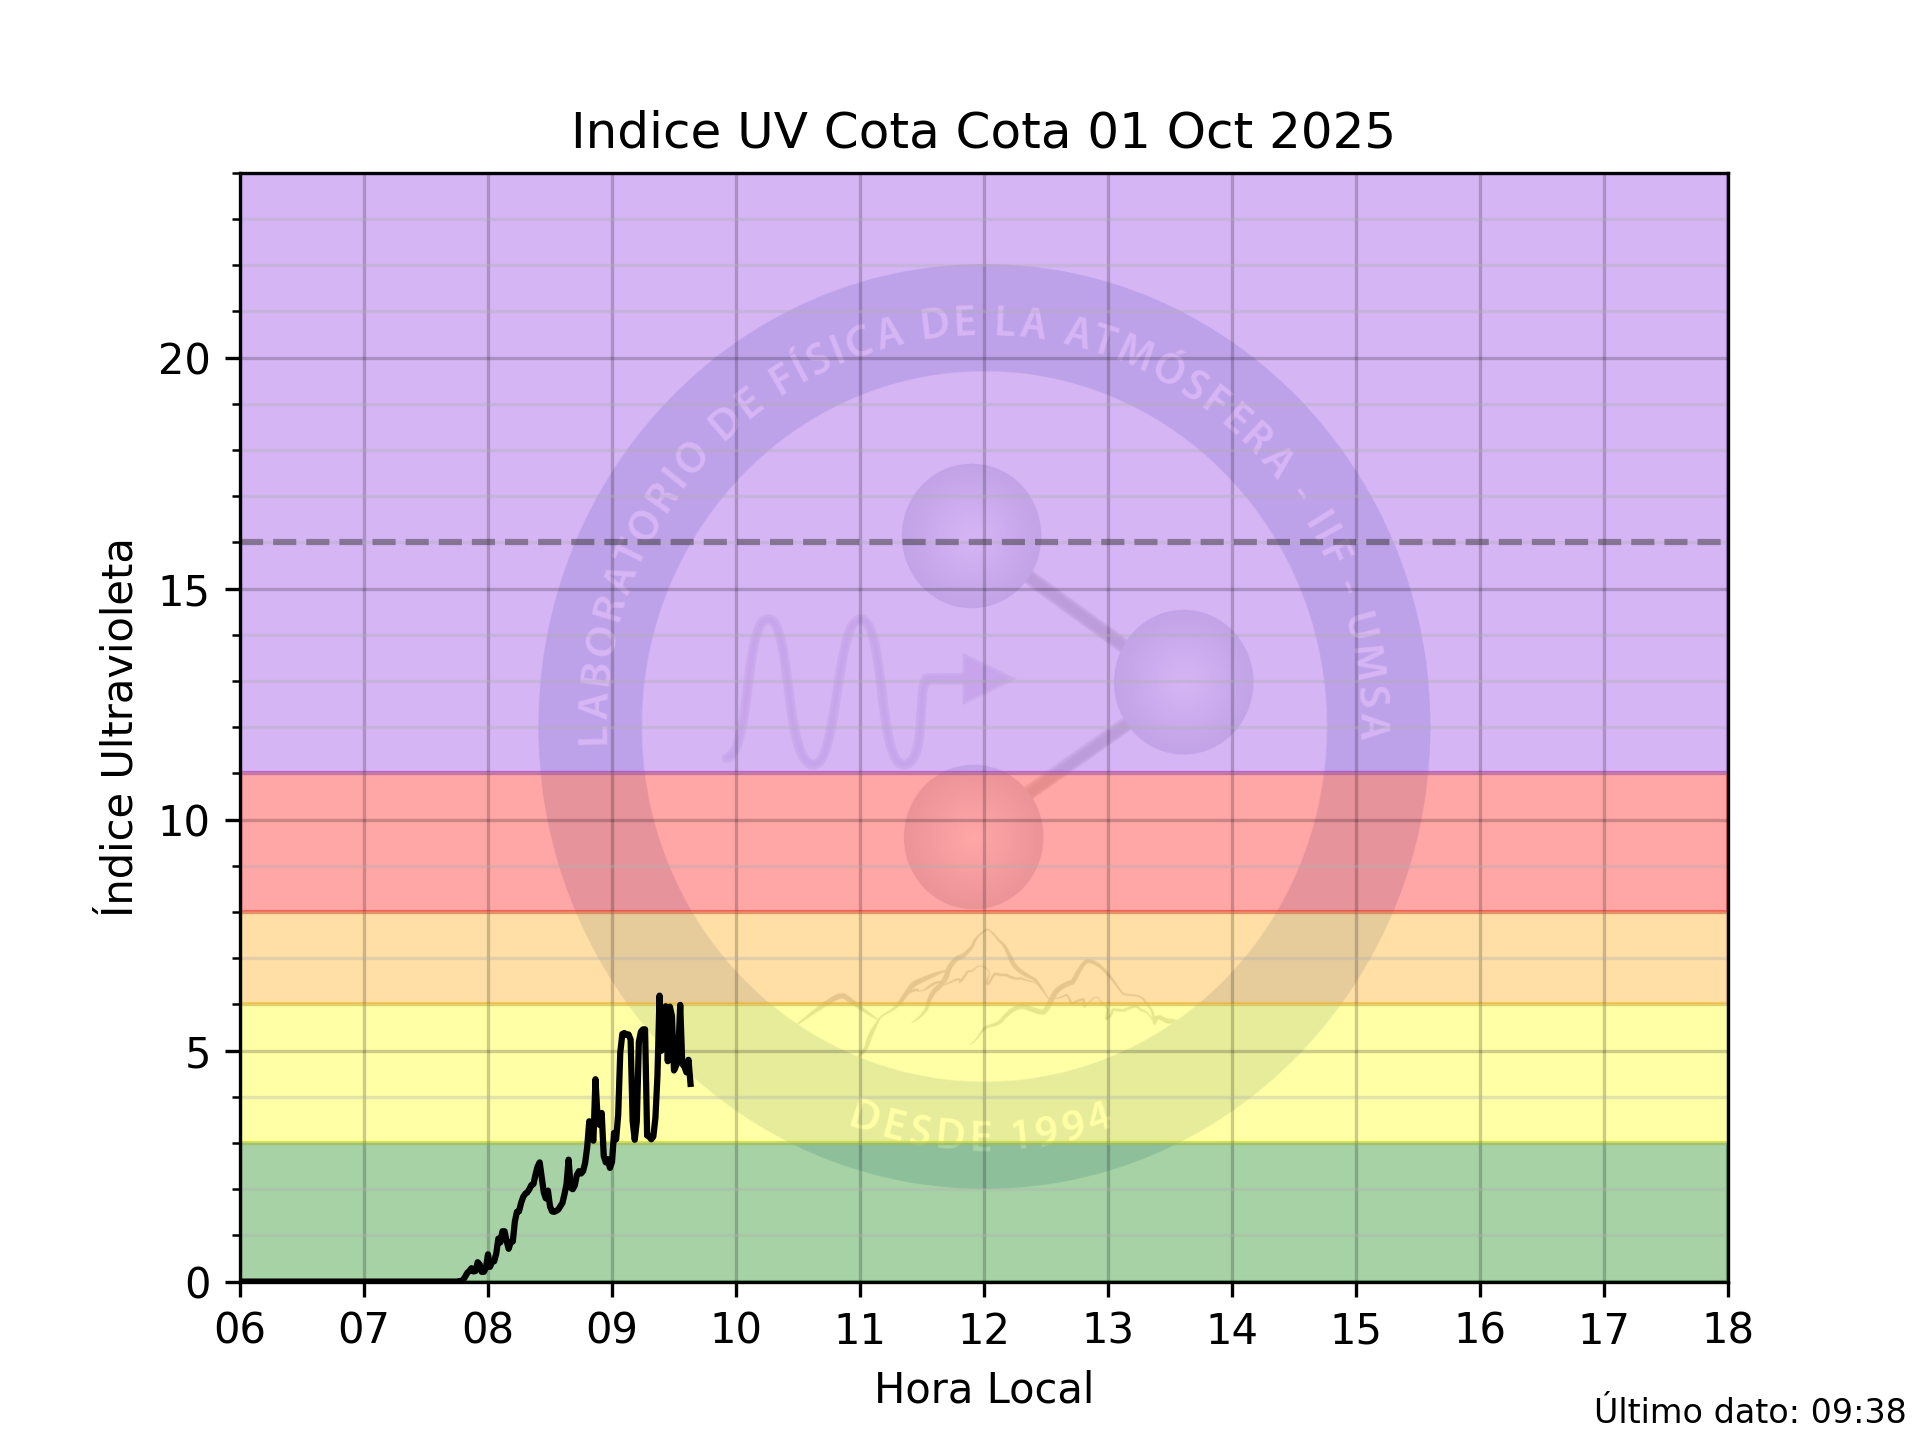 Indice UV Cota Cota 01 Oct 2025
LABORATORIO DE FÍSICA DE LA ATMÓSFERA - IIF - UMSA
DESDE 1994
Índice Ultravioleta
20
15
10
5
0
06 07 08 09 10 11 12 13 14 15 16 17 18
Hora Local
Último dato: 09:38